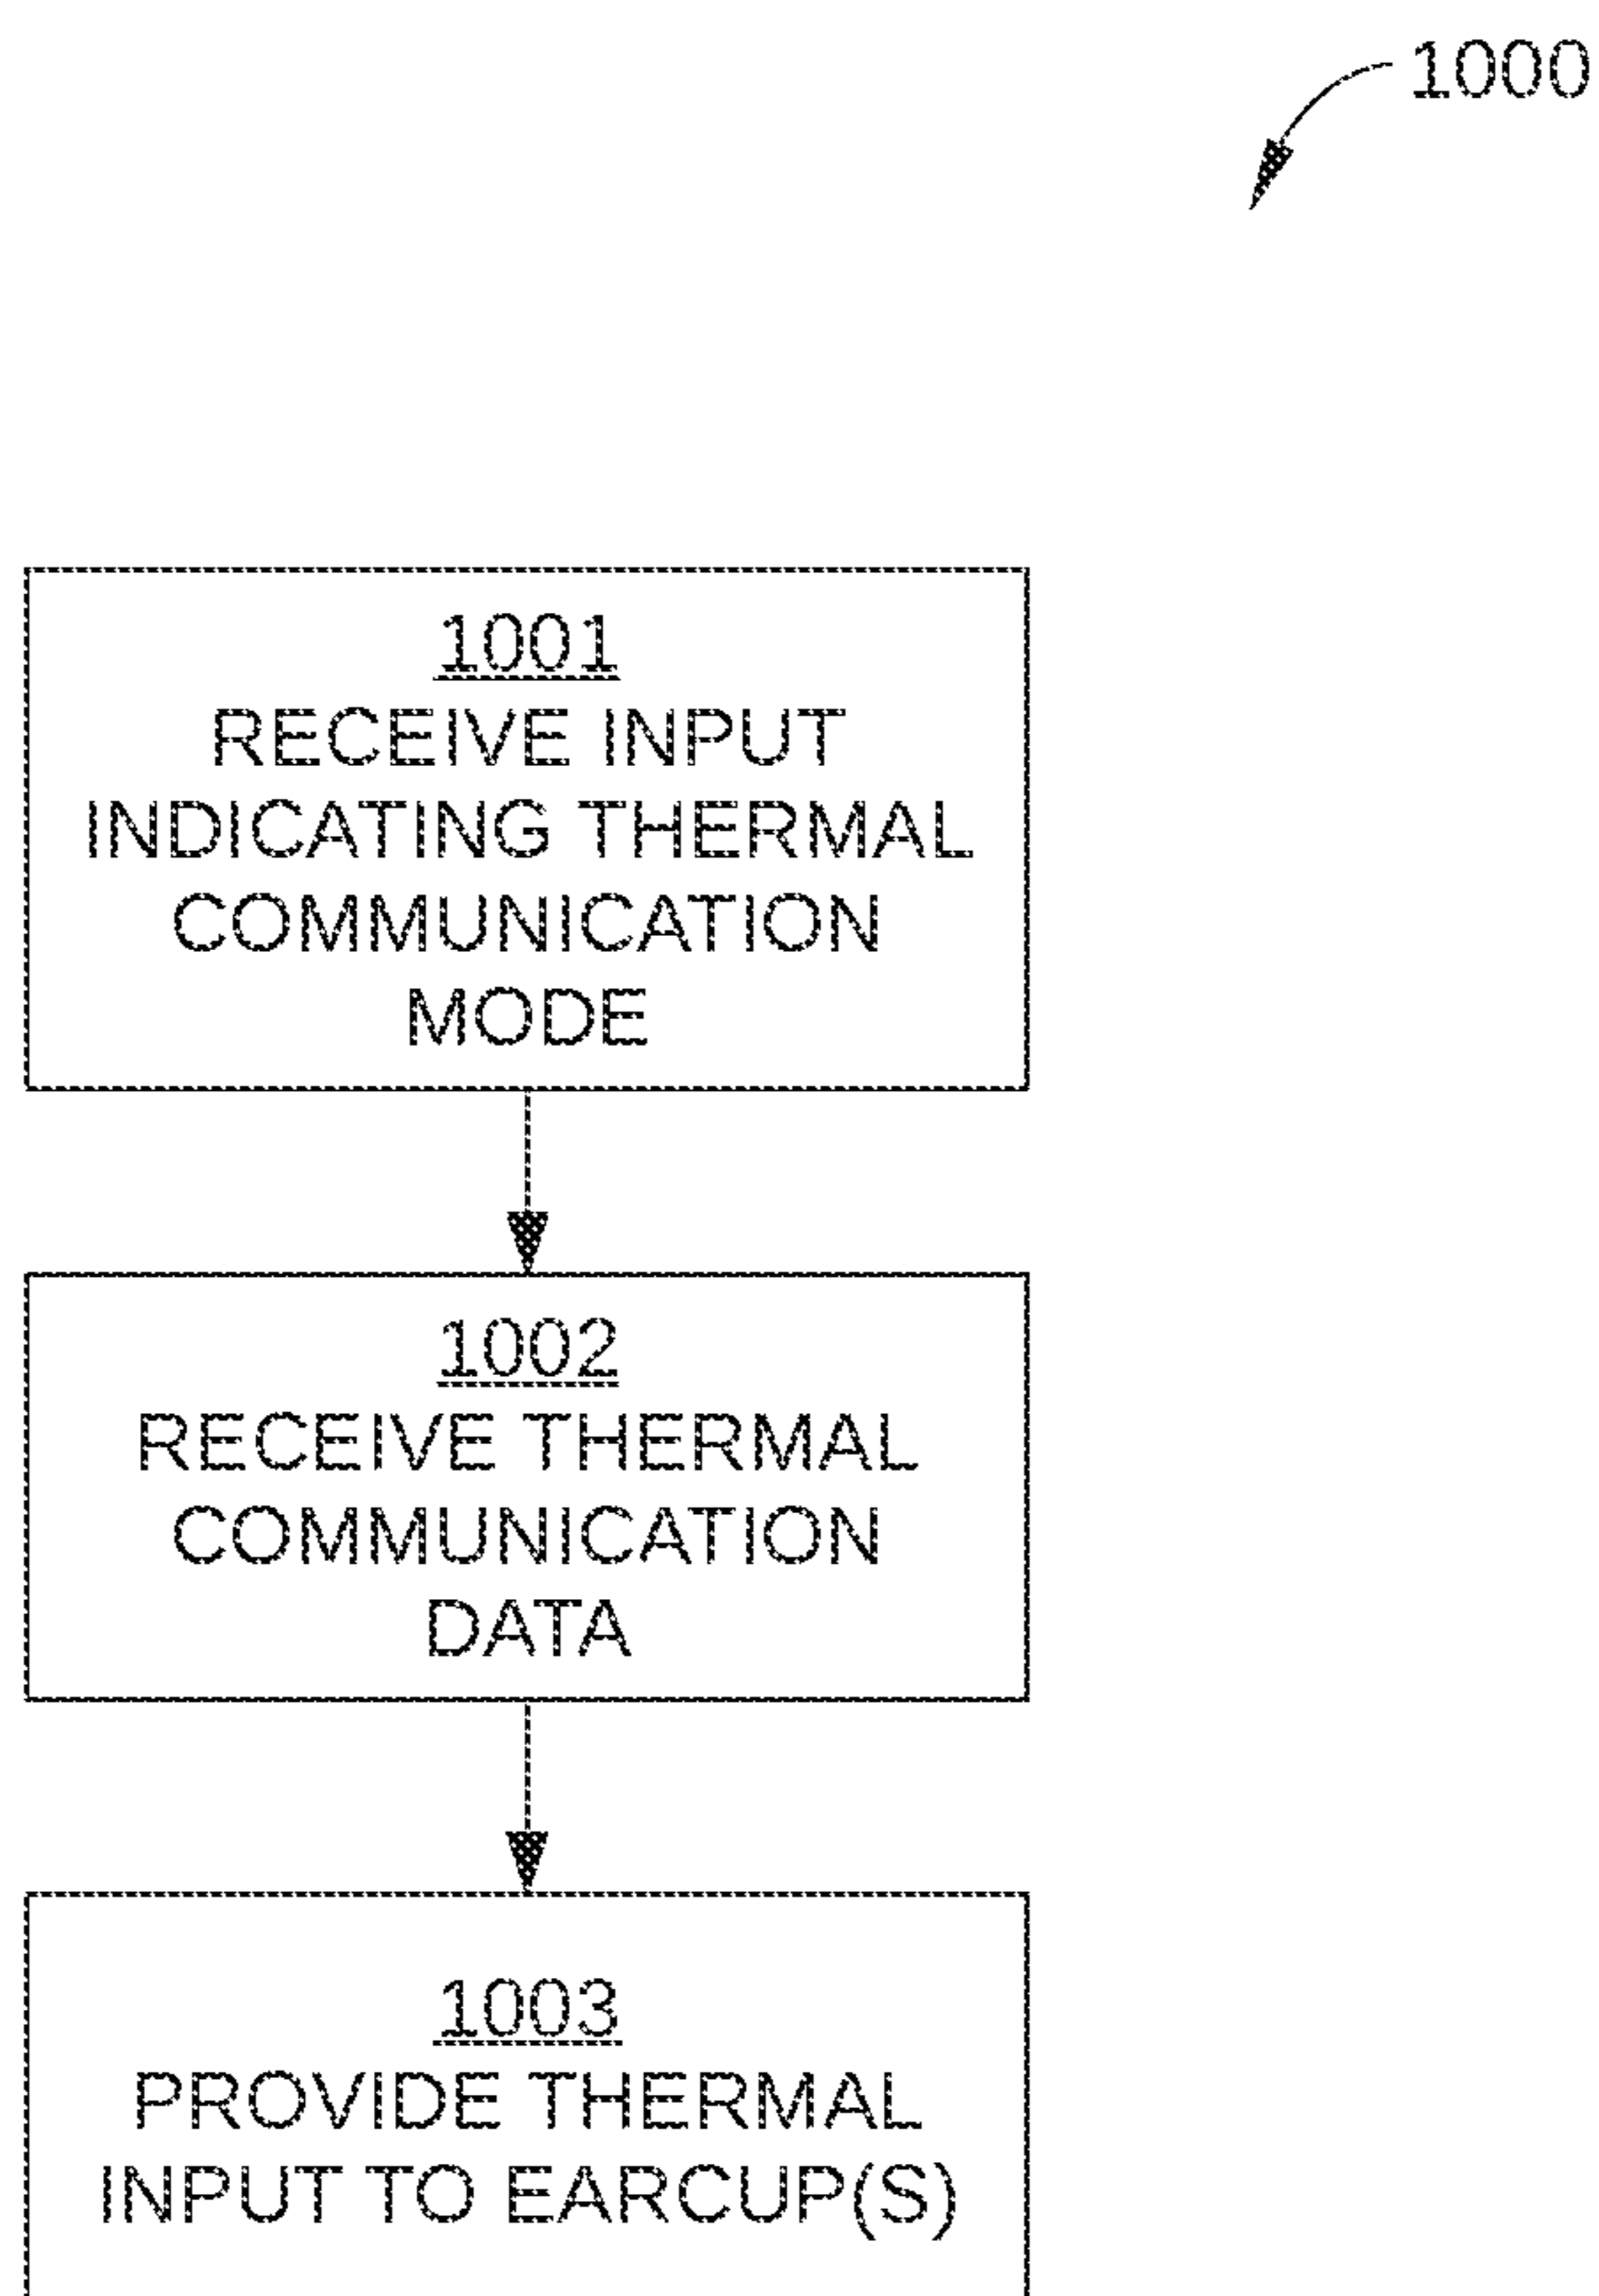 1000
1001
RECEIVE INPUT
INDICATING THERMAL
COMMUNICATION
MODE
1002
RECEIVE THERMAL
COMMUNICATION
DATA
1003
PROVIDE THERMAL
INPUT TO EARCUP(S)